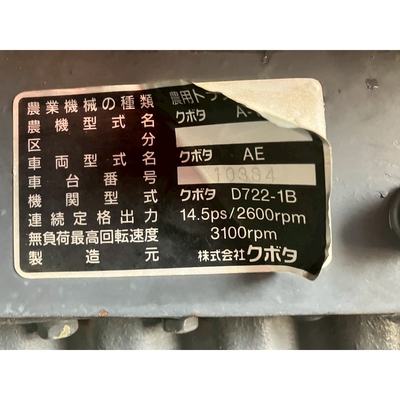 農業機械の種類 農用トラ
農機型式名 クボタ A-
区分
車両型式名 クボタ AE
車台番号 10384
機関型式 クボタ D722-1B
連続定格出力 14.5ps/2600rpm
無負荷最高回転速度 3100rpm
製造元 株式会社クボタ